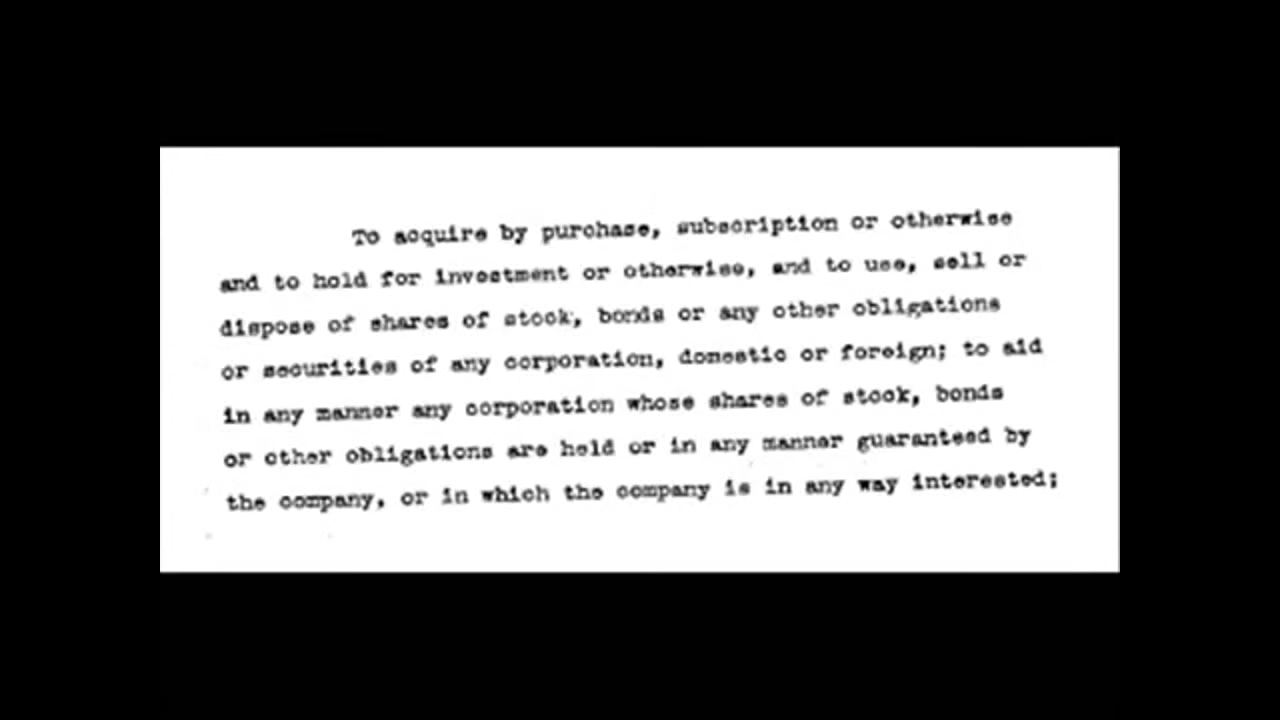 To acquire by purchase, subscription or otherwise
and to hold for investment or otherwise, and to use, sell or
dispose of shares of stock, bonds or any other obligations
or securities of any corporation, domestic or foreign; to aid
in any manner any corporation whose shares of stock, bonds
or other obligations are held or in any manner guaranteed by
the company, or in which the company is in any way interested;